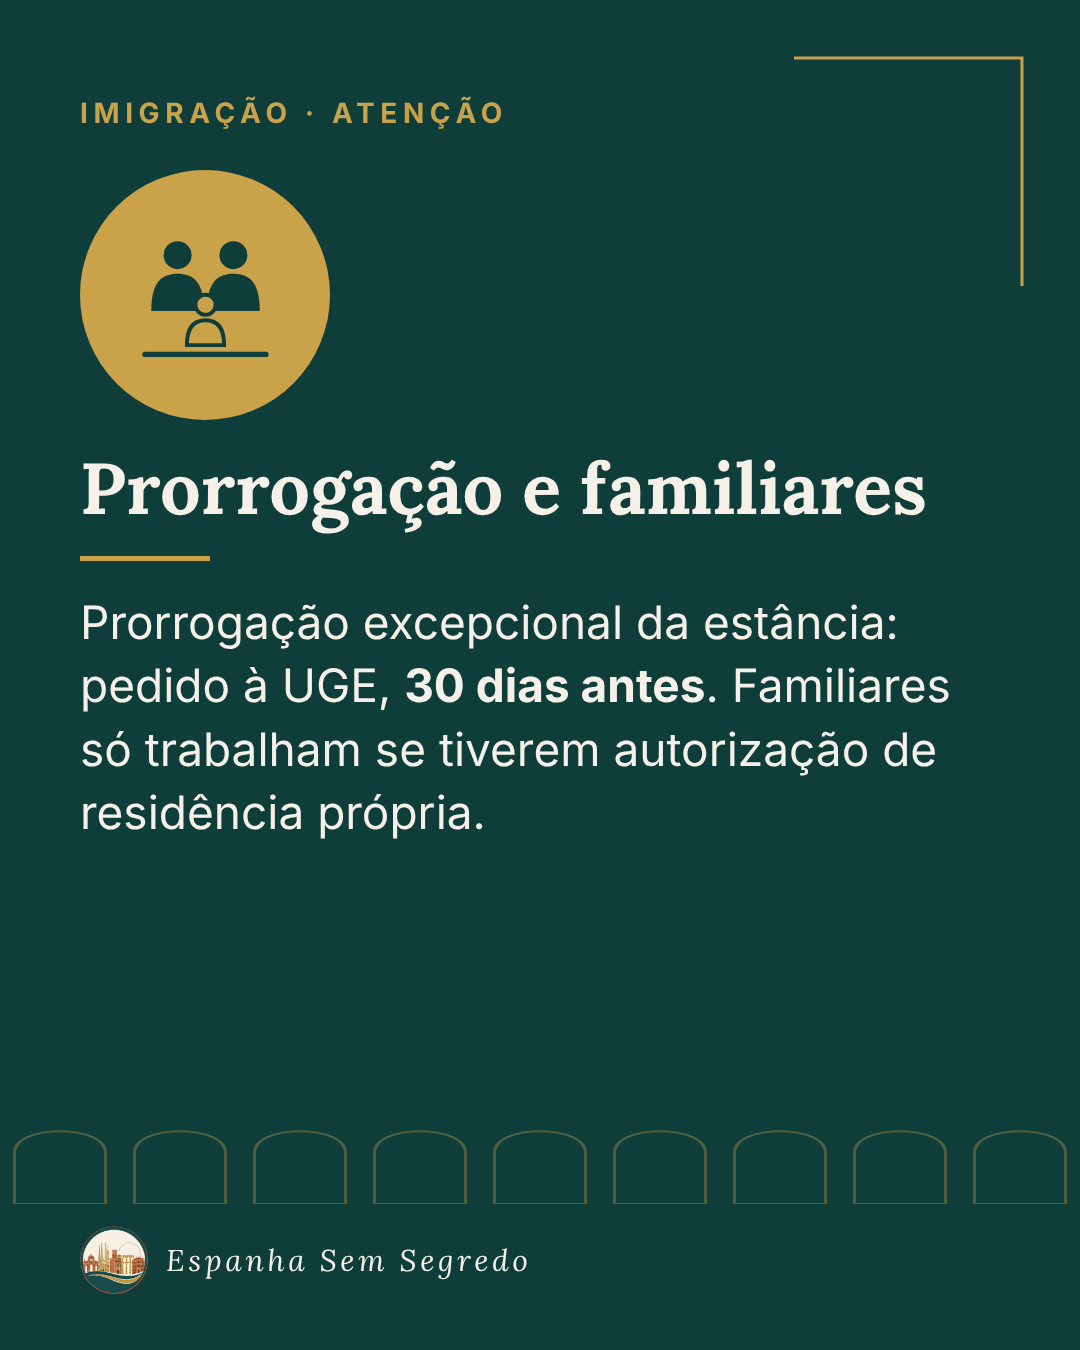 IMIGRAÇÃO · ATENÇÃO
Prorrogação e familiares
Prorrogação excepcional da estância:
pedido à UGE, 30 dias antes. Familiares
só trabalham se tiverem autorização de
residência própria.
Espanha Sem Segredo